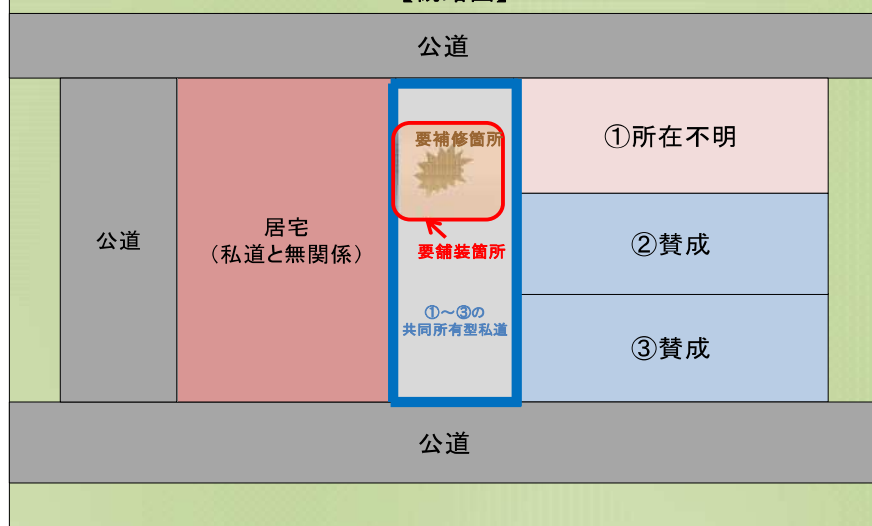 公道
要補修箇所
①所在不明
公道
居宅
（私道と無関係）
要舗装箇所
②賛成
①～③の
共同所有型私道
③賛成
公道